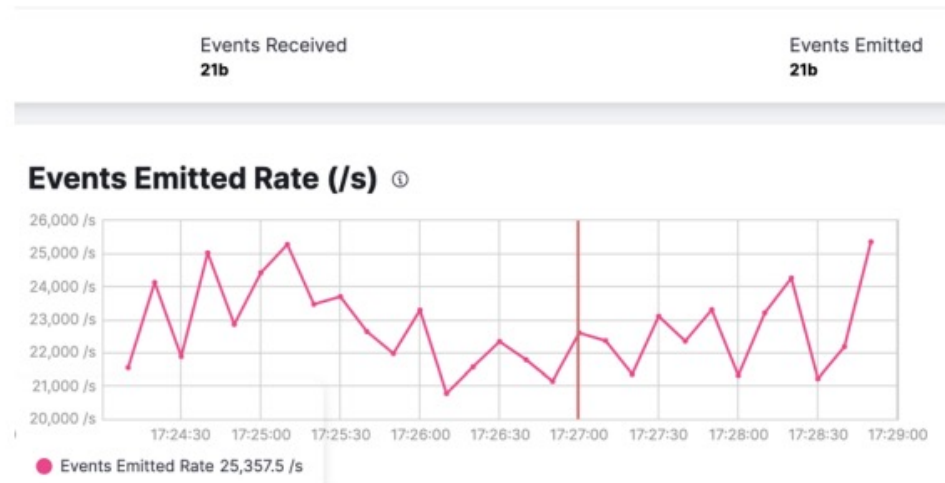 Events Received Events Emitted
21b 21b
Events Emitted Rate (/s)
26,000 /s
25,000 /s
24,000 /s
23,000 /s
22,000 /s
21,000 /s
20,000 /s
17:24:30 17:25:00 17:25:30 17:26:00 17:26:30 17:27:00 17:27:30 17:28:00 17:28:30 17:29:00
Events Emitted Rate 25,357.5 /s